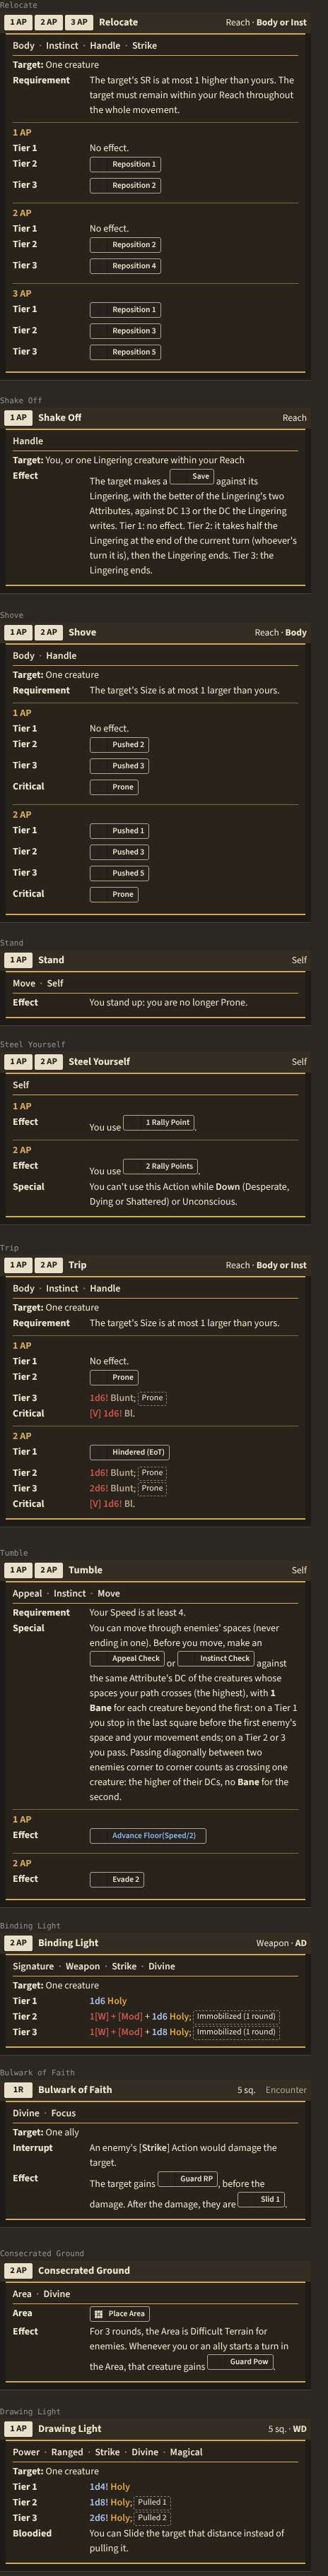 Relocate
1 AP 2 AP 3 AP Relocate Reach · Body or Inst
Body · Instinct · Handle · Strike
Target: One creature
Requirement The target's SR is at most 1 higher than yours. The
target must remain within your Reach throughout
the whole movement.
1 AP
Tier 1 No effect.
Tier 2 Reposition 1
Tier 3 Reposition 2
2 AP
Tier 1 No effect.
Tier 2 Reposition 2
Tier 3 Reposition 4
3 AP
Tier 1 Reposition 1
Tier 2 Reposition 3
Tier 3 Reposition 5
Shake Off
1 AP Shake Off Reach
Handle
Target: You, or one Lingering creature within your Reach
Effect The target makes a Save against its
Lingering, with the better of the Lingering's two
Attributes, against DC 13 or the DC the Lingering
writes. Tier 1: no effect. Tier 2: it takes half the
Lingering at the end of the current turn (whoever's
turn it is), then the Lingering ends. Tier 3: the
Lingering ends.
Shove
1 AP 2 AP Shove Reach · Body
Body · Handle
Target: One creature
Requirement The target's Size is at most 1 larger than yours.
1 AP
Tier 1 No effect.
Tier 2 Pushed 2
Tier 3 Pushed 3
Critical Prone
2 AP
Tier 1 Pushed 1
Tier 2 Pushed 3
Tier 3 Pushed 5
Critical Prone
Stand
1 AP Stand Self
Move · Self
Effect You stand up: you are no longer Prone.
Steel Yourself
1 AP 2 AP Steel Yourself Self
Self
1 AP
Effect You use 1 Rally Point.
2 AP
Effect You use 2 Rally Points.
Special You can't use this Action while Down (Desperate,
Dying or Shattered) or Unconscious.
Trip
1 AP 2 AP Trip Reach · Body or Inst
Body · Instinct · Handle
Target: One creature
Requirement The target's Size is at most 1 larger than yours.
1 AP
Tier 1 No effect.
Tier 2 Prone
Tier 3 1d6! Blunt; Prone
Critical [V] 1d6! Bl.
2 AP
Tier 1 Hindered (EoT)
Tier 2 1d6! Blunt; Prone
Tier 3 2d6! Blunt; Prone
Critical [V] 1d6! Bl.
Tumble
1 AP 2 AP Tumble Self
Appeal · Instinct · Move
Requirement Your Speed is at least 4.
Special You can move through enemies' spaces (never
ending in one). Before you move, make an
Appeal Check or Instinct Check against
the same Attribute's DC of the creatures whose
spaces your path crosses (the highest), with 1
Bane for each creature beyond the first: on a Tier 1
you stop in the last square before the first enemy's
space and your movement ends; on a Tier 2 or 3
you pass. Passing diagonally between two
enemies corner to corner counts as crossing one
creature: the higher of their DCs, no Bane for the
second.
1 AP
Effect Advance Floor(Speed/2)
2 AP
Effect Evade 2
Binding Light
2 AP Binding Light Weapon · AD
Signature · Weapon · Strike · Divine
Target: One creature
Tier 1 1d6 Holy
Tier 2 1[W] + [Mod] + 1d6 Holy; Immobilized (1 round)
Tier 3 1[W] + [Mod] + 1d8 Holy; Immobilized (1 round)
Bulwark of Faith
1R Bulwark of Faith 5 sq. Encounter
Divine · Focus
Target: One ally
Interrupt An enemy's [Strike] Action would damage the
target.
Effect The target gains Guard RP, before the
damage. After the damage, they are Slid 1.
Consecrated Ground
2 AP Consecrated Ground
Area · Divine
Area Place Area
Effect For 3 rounds, the Area is Difficult Terrain for
enemies. Whenever you or an ally starts a turn in
the Area, that creature gains Guard Pow.
Drawing Light
1 AP Drawing Light 5 sq. · WD
Power · Ranged · Strike · Divine · Magical
Target: One creature
Tier 1 1d4! Holy
Tier 2 1d8! Holy; Pulled 1
Tier 3 2d6! Holy; Pulled 2
Bloodied You can Slide the target that distance instead of
pulling it.